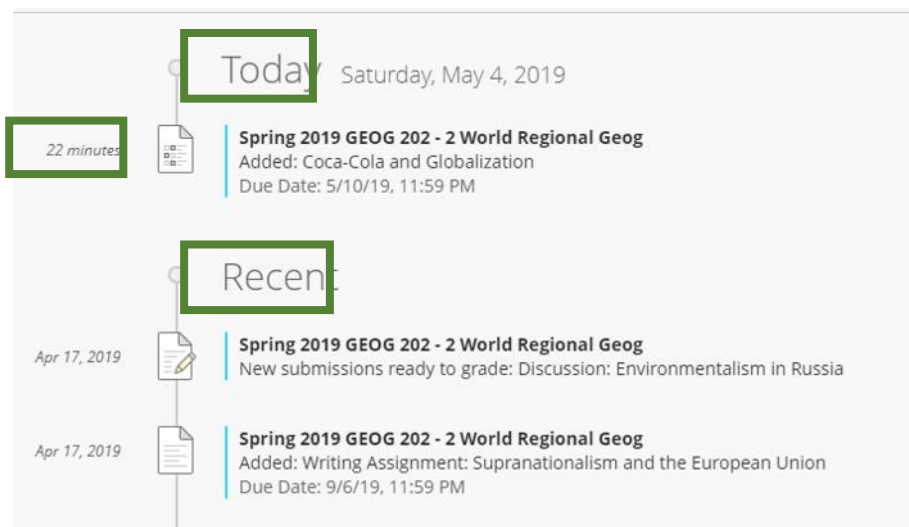 Today Saturday, May 4, 2019
22 minutes
Spring 2019 GEOG 202 - 2 World Regional Geog
Added: Coca-Cola and Globalization
Due Date: 5/10/19, 11:59 PM
Recent
Apr 17, 2019
Spring 2019 GEOG 202 - 2 World Regional Geog
New submissions ready to grade: Discussion: Environmentalism in Russia
Apr 17, 2019
Spring 2019 GEOG 202 - 2 World Regional Geog
Added: Writing Assignment: Supranationalism and the European Union
Due Date: 9/6/19, 11:59 PM